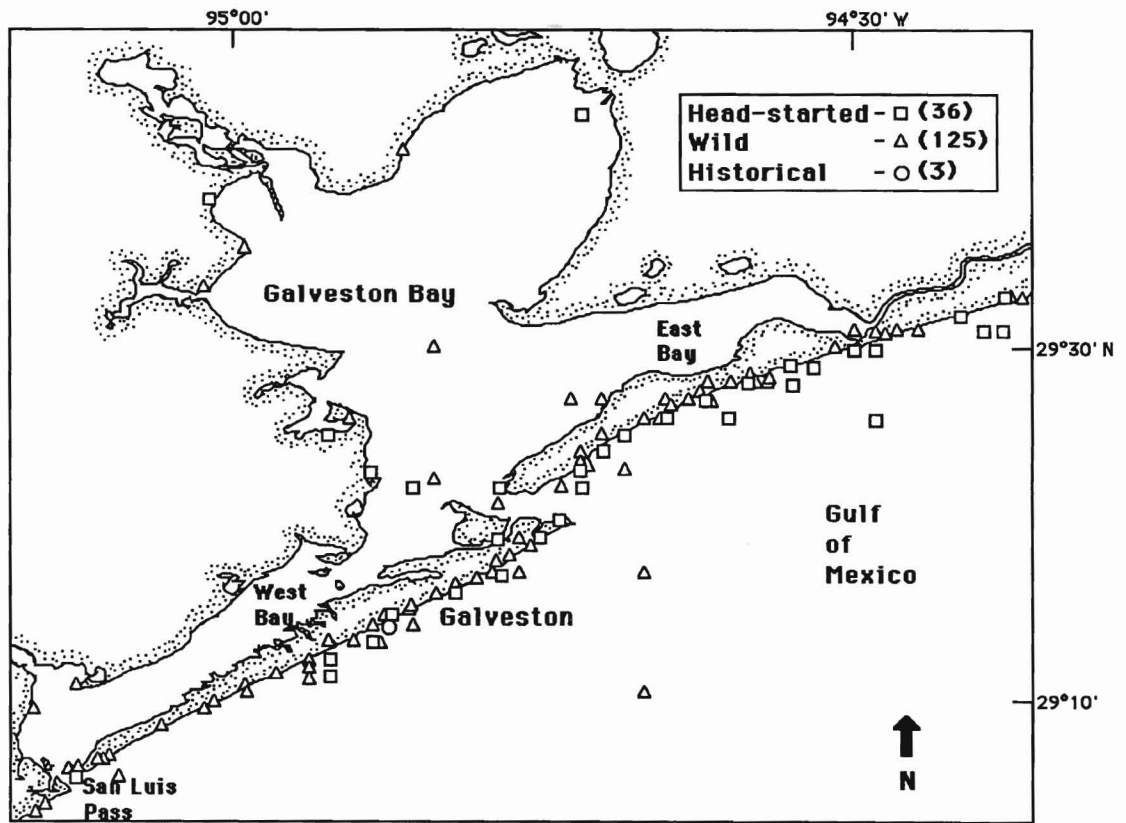 95°00'
94°30' W
Head-started - □ (36)
Wild - △ (125)
Historical - ○ (3)
Galveston Bay
East
Bay
29°30' N
Gulf
of
Mexico
West
Bay
Galveston
29°10'
N
San Luis
Pass